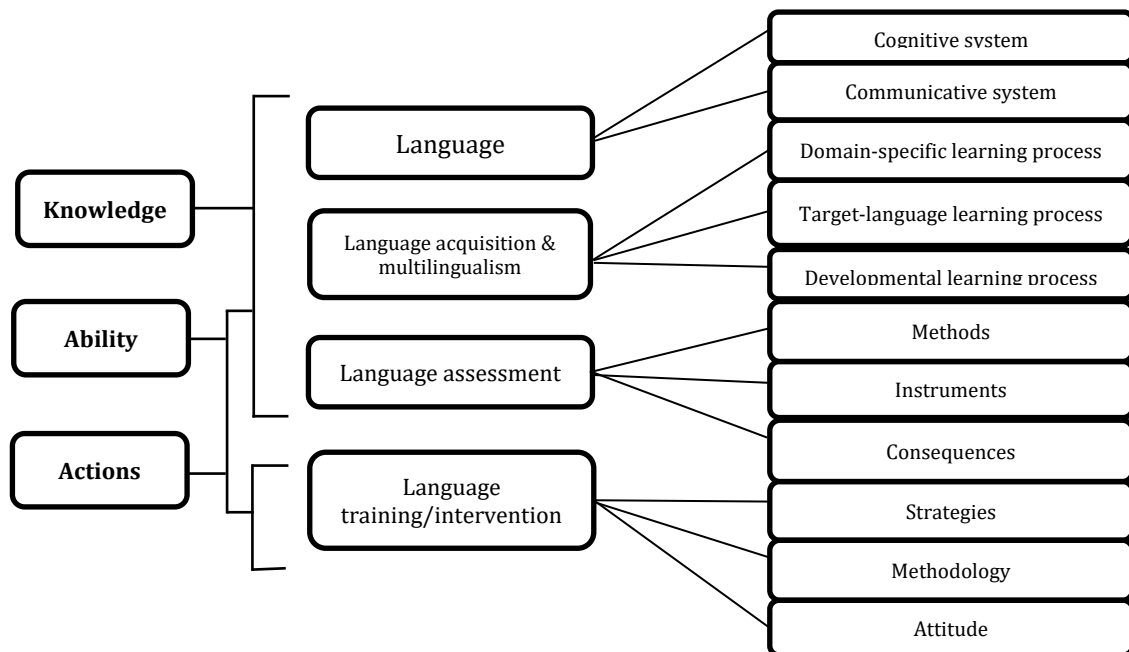 Knowledge
Ability
Actions
Language
Language acquisition &
multilingualism
Language assessment
Language
training/intervention
Cognitive system
Communicative system
Domain-specific learning process
Target-language learning process
Developmental learning process
Methods
Instruments
Consequences
Strategies
Methodology
Attitude